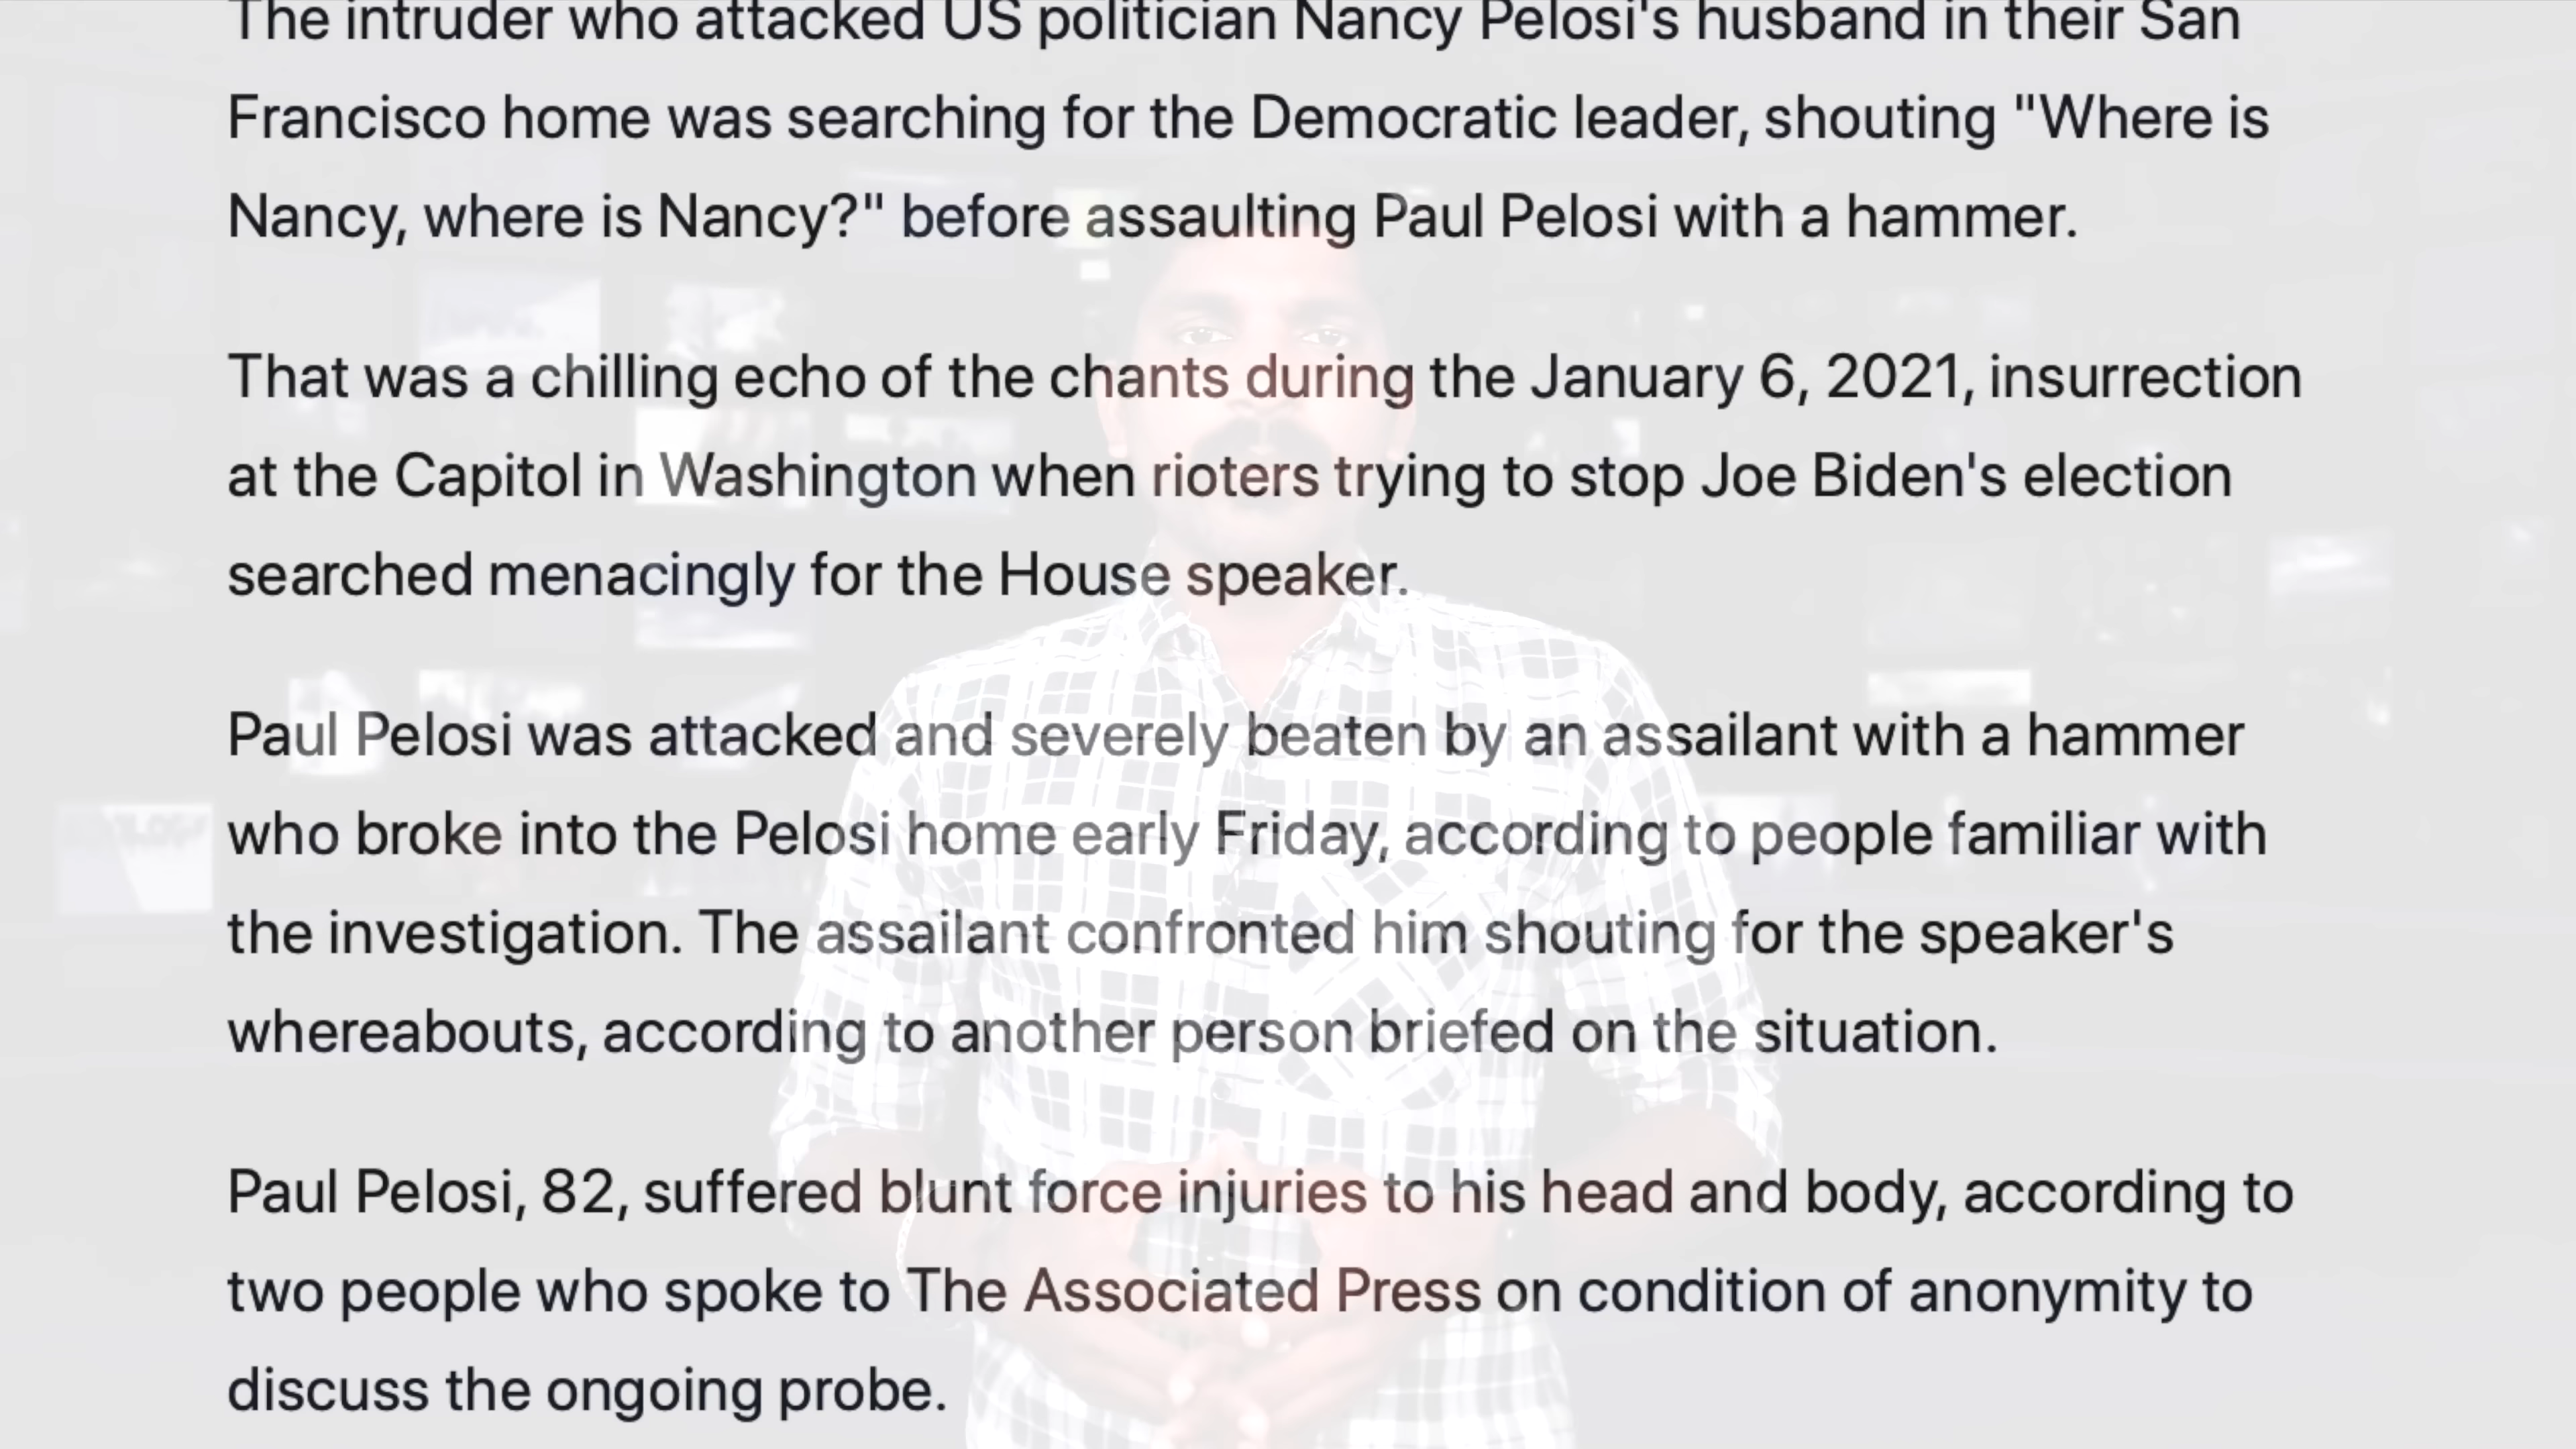 The intruder who attacked US politician Nancy Pelosi's husband in their San
Francisco home was searching for the Democratic leader, shouting "Where is
Nancy, where is Nancy?" before assaulting Paul Pelosi with a hammer.
That was a chilling echo of the chants during the January 6, 2021, insurrection
at the Capitol in Washington when rioters trying to stop Joe Biden's election
searched menacingly for the House speaker.
Paul Pelosi was attacked and severely beaten by an assailant with a hammer
who broke into the Pelosi home early Friday, according to people familiar with
the investigation. The assailant confronted him shouting for the speaker's
whereabouts, according to another person briefed on the situation.
Paul Pelosi, 82, suffered blunt force injuries to his head and body, according to
two people who spoke to The Associated Press on condition of anonymity to
discuss the ongoing probe.